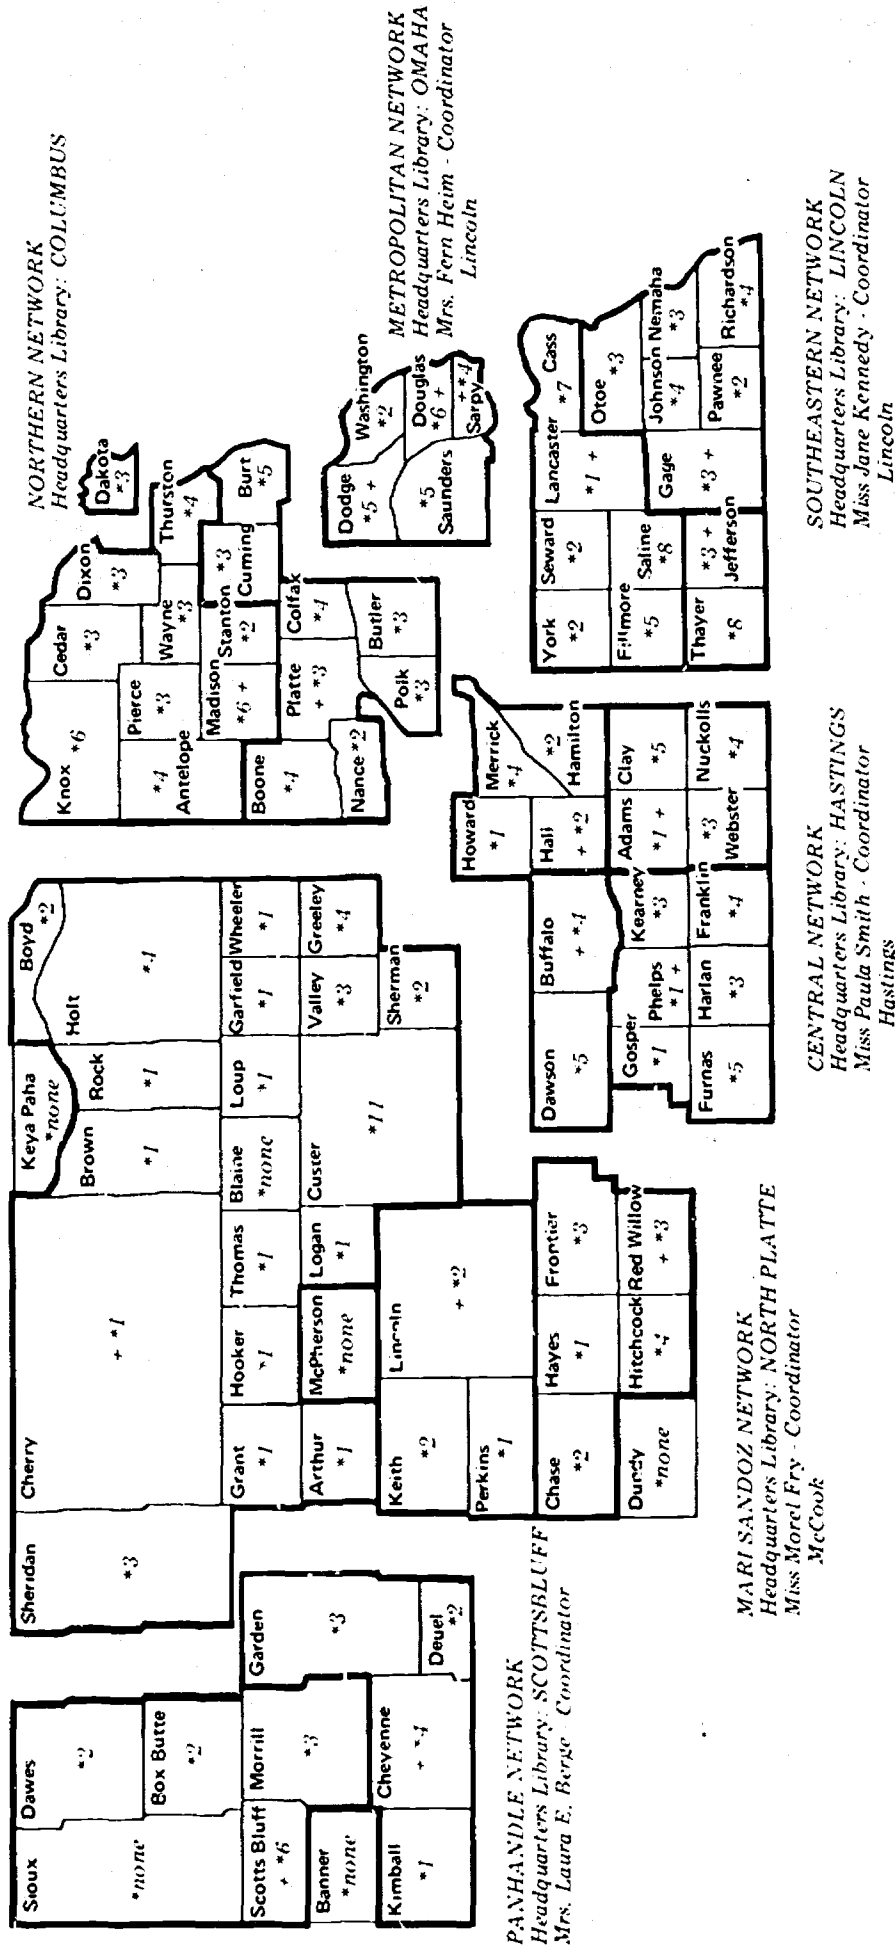 Sioux
*none
Dawes
*2
Box Butte
*2
Scotts Bluff
+ *6
Morrill
*3
Garden
*3
Banner
*none
Kimball
*1
Cheyenne
+ *4
Deuel
*2
PANHANDLE NETWORK
Headquarters Library: SCOTTSBLUFF
Mrs. Laura E. Berge - Coordinator
Sheridan
*3
Cherry
+ *1
Keya Paha
*none
Brown
*1
Rock
*1
Boyd
*2
Holt
*4
Grant
*1
Hooker
*1
Thomas
*1
Blaine
*none
Loup
*1
Garfield
*1
Wheeler
*1
Arthur
*1
McPherson
*none
Logan
*1
Custer
*11
Valley
*3
Greeley
*4
Sherman
*2
Keith
*2
Lincoln
+ *2
Perkins
*1
Chase
*2
Hayes
*1
Frontier
*3
Dundy
*none
Hitchcock
*4
Red Willow
+ *3
MARI SANDOZ NETWORK
Headquarters Library: NORTH PLATTE
Miss Morel Fry - Coordinator
McCook
Knox
*6
Cedar
*3
Dixon
*3
Dakota
*3
Antelope
*4
Pierce
*3
Wayne
*3
Thurston
*4
Madison
*6 +
Stanton
*2
Cuming
*3
Burt
*5
Boone
*4
Platte
+ *3
Colfax
*4
Nance *2
Polk
*3
Butler
*3
NORTHERN NETWORK
Headquarters Library: COLUMBUS
Howard
*1
Merrick
*4
Hamilton
*2
Hall
+ *2
Dawson
*5
Buffalo
+ *4
Gosper
*1
Phelps
*1 +
Kearney
*3
Adams
*1 +
Clay
*5
Furnas
*5
Harlan
*3
Franklin
*4
Webster
*3
Nuckolls
*4
CENTRAL NETWORK
Headquarters Library: HASTINGS
Miss Paula Smith - Coordinator
Hastings
Dodge
*5 +
Washington
*2
Saunders
*5
Douglas
*6 +
Sarpy
+ *4
METROPOLITAN NETWORK
Headquarters Library: OMAHA
Mrs. Fern Heim - Coordinator
Lincoln
York
*2
Seward
*2
Lancaster
*1 +
Cass
*7
Otoe
*3
Fillmore
*5
Saline
*8
Gage
*3 +
Johnson
*4
Nemaha
*3
Thayer
*8
Jefferson
*3 +
Pawnee
*2
Richardson
*4
SOUTHEASTERN NETWORK
Headquarters Library: LINCOLN
Miss Jane Kennedy - Coordinator
Lincoln